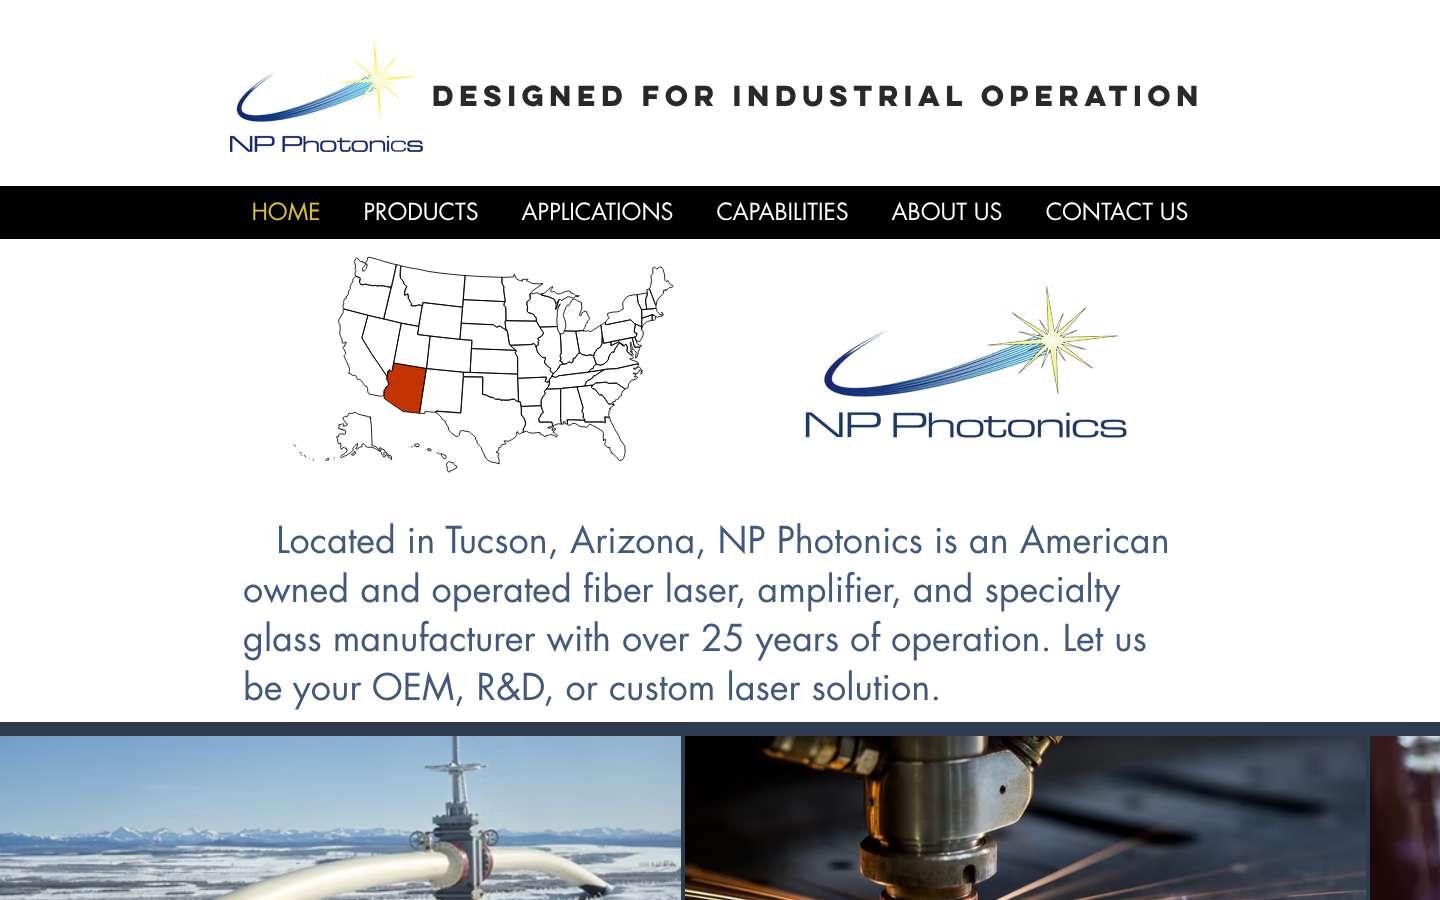 DESIGNED FOR INDUSTRIAL OPERATION
NP Photonics
HOME PRODUCTS APPLICATIONS CAPABILITIES ABOUT US CONTACT US
NP Photonics
Located in Tucson, Arizona, NP Photonics is an American
owned and operated fiber laser, amplifier, and specialty
glass manufacturer with over 25 years of operation. Let us
be your OEM, R&D, or custom laser solution.